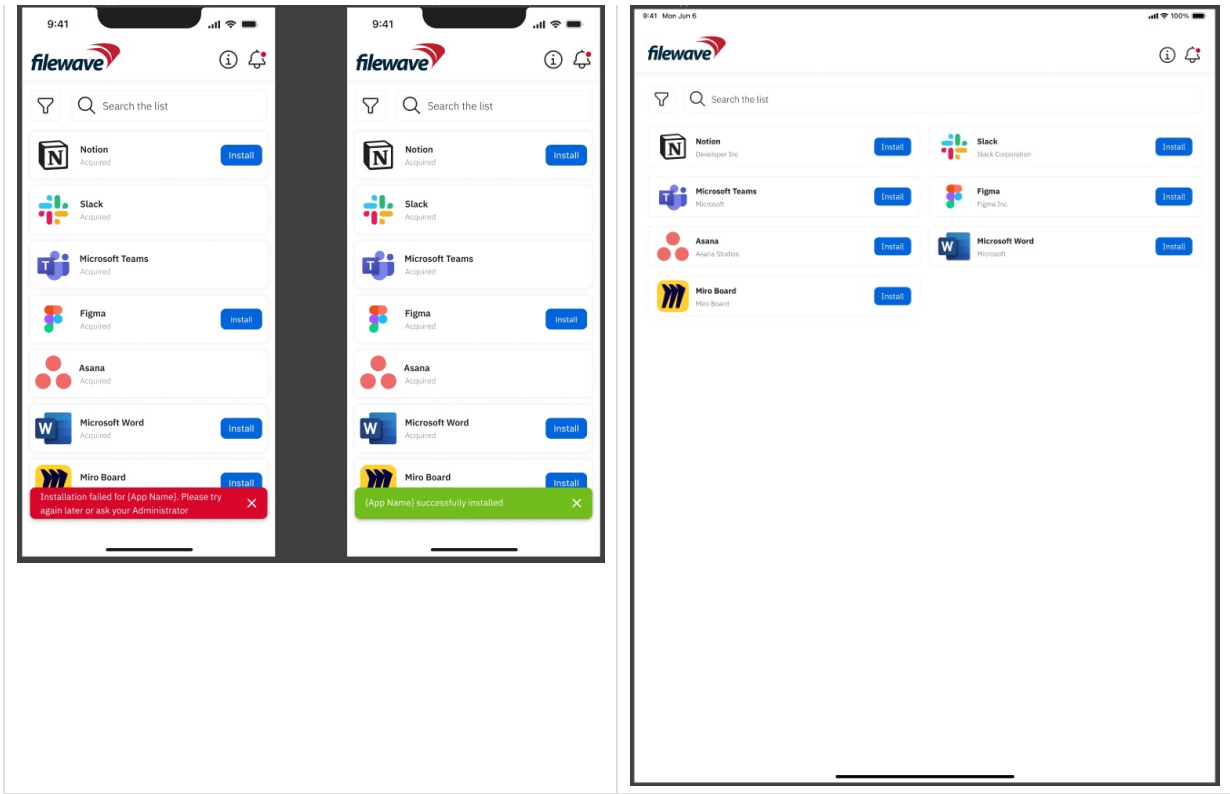 9:41
filewave
Search the list
Notion
Acquired
Install
Slack
Acquired
Microsoft Teams
Acquired
Figma
Acquired
Install
Asana
Acquired
Microsoft Word
Acquired
Install
Miro Board
Install
Installation failed for {App Name}. Please try
again later or ask your Administrator
9:41
filewave
Search the list
Notion
Acquired
Install
Slack
Acquired
Microsoft Teams
Acquired
Figma
Acquired
Install
Asana
Acquired
Microsoft Word
Acquired
Install
Miro Board
Install
{App Name} successfully installed
9:41 Mon Jun 6
100%
filewave
Search the list
Notion
Developer Inc
Install
Slack
Slack Corporation
Install
Microsoft Teams
Microsoft
Install
Figma
Figma Inc
Install
Asana
Asana Studios
Install
Microsoft Word
Microsoft
Install
Miro Board
Miro Board
Install